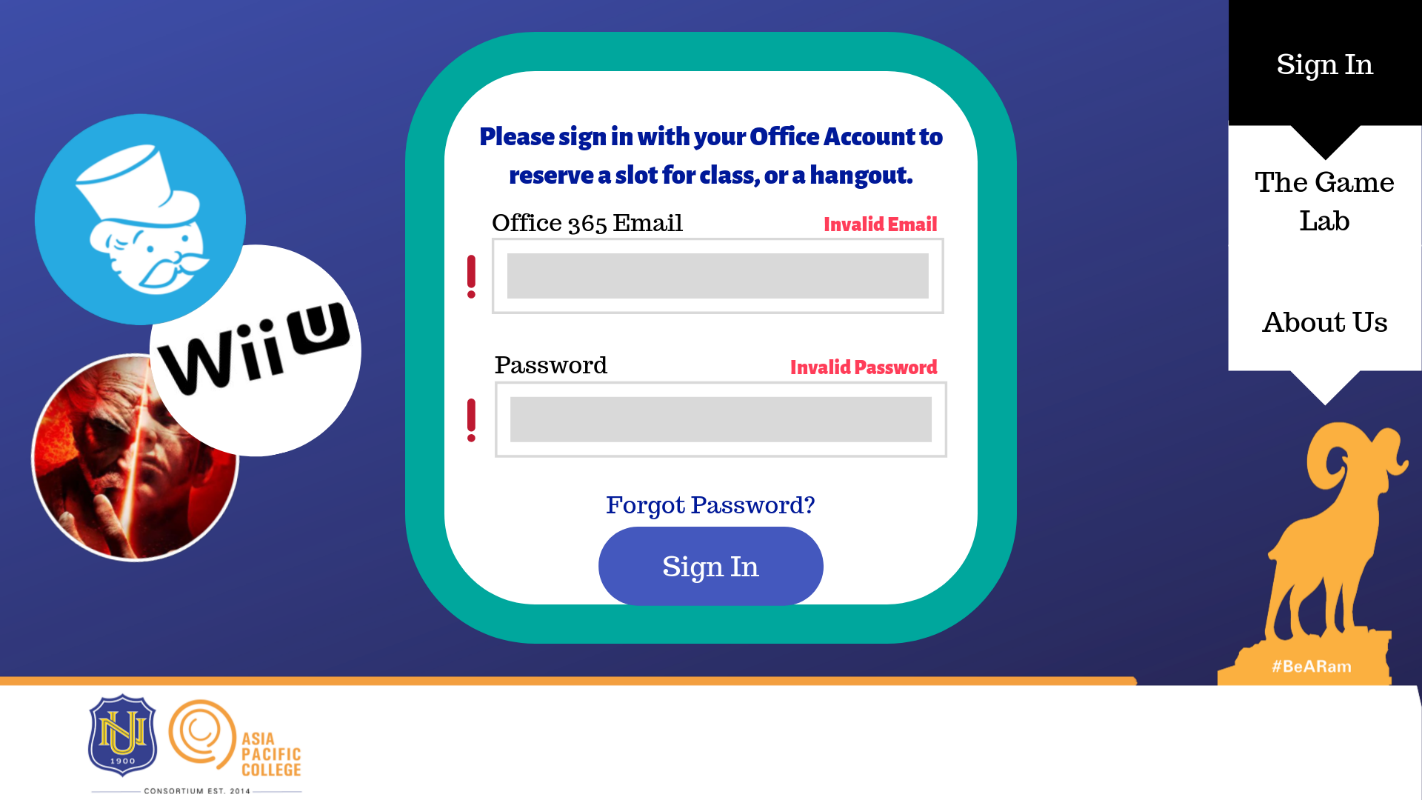 Sign In
The Game
Lab
About Us
Please sign in with your Office Account to
reserve a slot for class, or a hangout.
Office 365 Email
Invalid Email
Password
Invalid Password
Forgot Password?
Sign In
Wii U
#BeARam
NU
1900
ASIA
PACIFIC
COLLEGE
CONSORTIUM EST. 2014